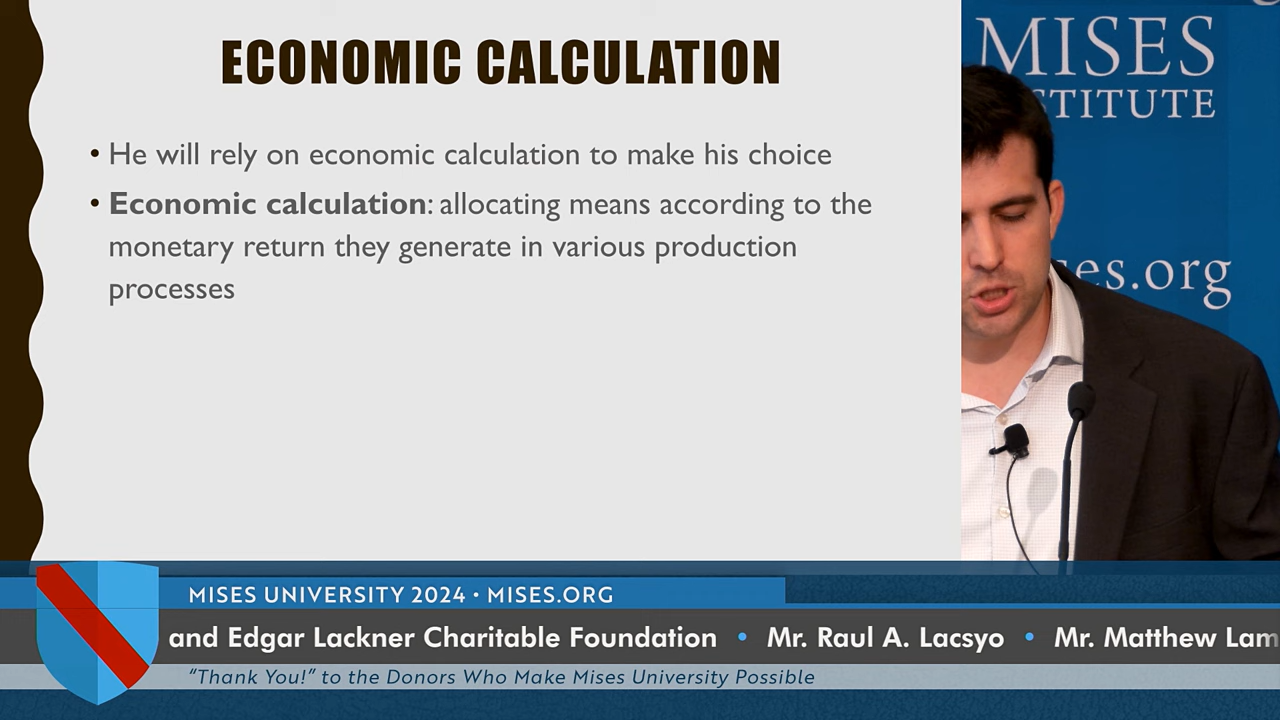 ECONOMIC CALCULATION
• He will rely on economic calculation to make his choice
• Economic calculation: allocating means according to the
monetary return they generate in various production
processes
MISES
TITUTE
ses.org
MISES UNIVERSITY 2024 • MISES.ORG
and Edgar Lackner Charitable Foundation • Mr. Raul A. Lacsyo • Mr. Matthew Lam
“Thank You!” to the Donors Who Make Mises University Possible